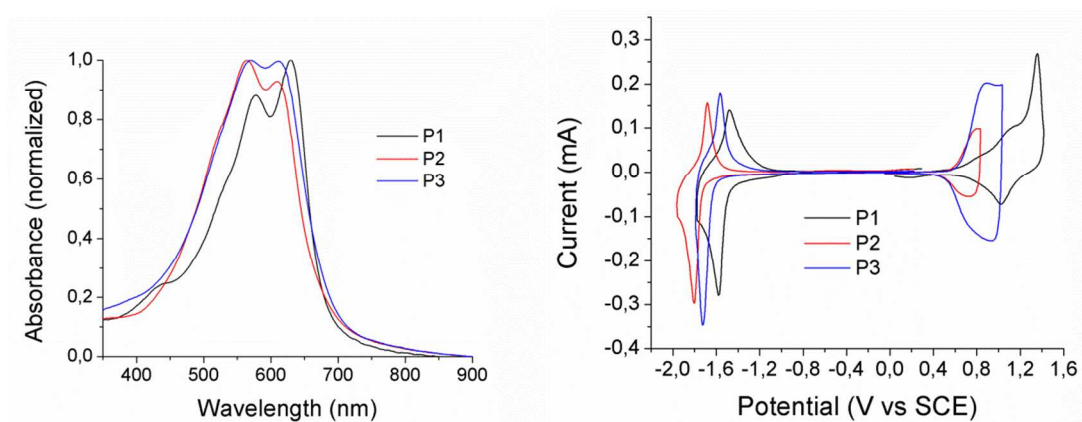 Absorbance (normalized)
1,0
0,8
0,6
0,4
0,2
0,0
P1
P2
P3
400 500 600 700 800 900
Wavelength (nm)
Current (mA)
0,3
0,2
0,1
0,0
-0,1
-0,2
-0,3
-0,4
P1
P2
P3
-2,0 -1,6 -1,2 -0,8 -0,4 0,0 0,4 0,8 1,2 1,6
Potential (V vs SCE)